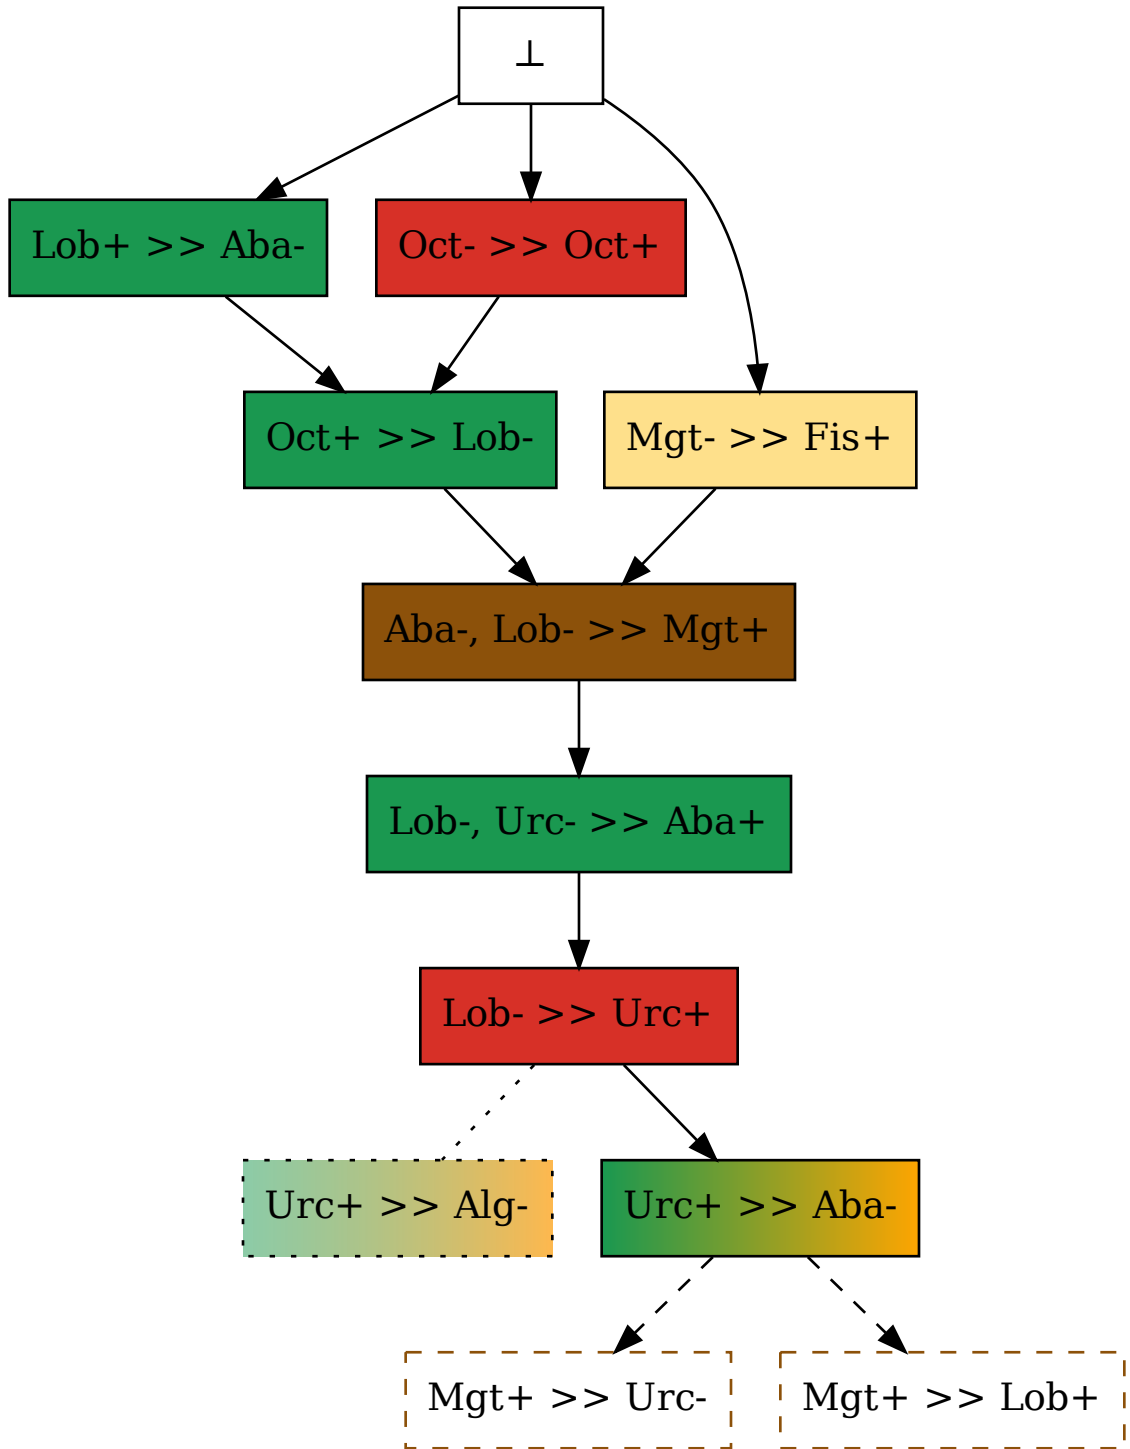 ⊥
Lob+ >> Aba-
Oct- >> Oct+
Oct+ >> Lob-
Mgt- >> Fis+
Aba-, Lob- >> Mgt+
Lob-, Urc- >> Aba+
Lob- >> Urc+
Urc+ >> Alg-
Urc+ >> Aba-
Mgt+ >> Urc-
Mgt+ >> Lob+